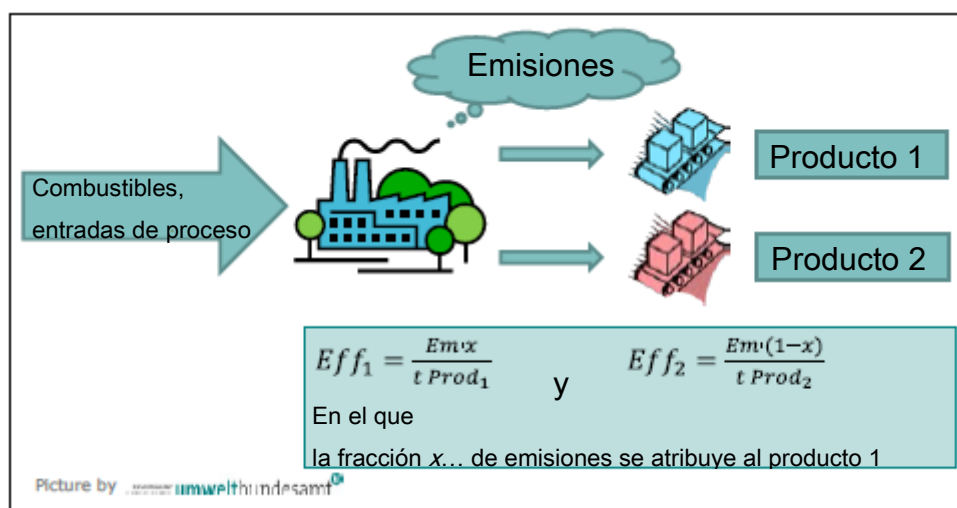 Emisiones
Combustibles,
entradas de proceso
Producto 1
Producto 2
Eff₁ = Em·x / t Prod₁ y Eff₂ = Em·(1−x) / t Prod₂
En el que
la fracción x... de emisiones se atribuye al producto 1
Picture by umweltbundesamt